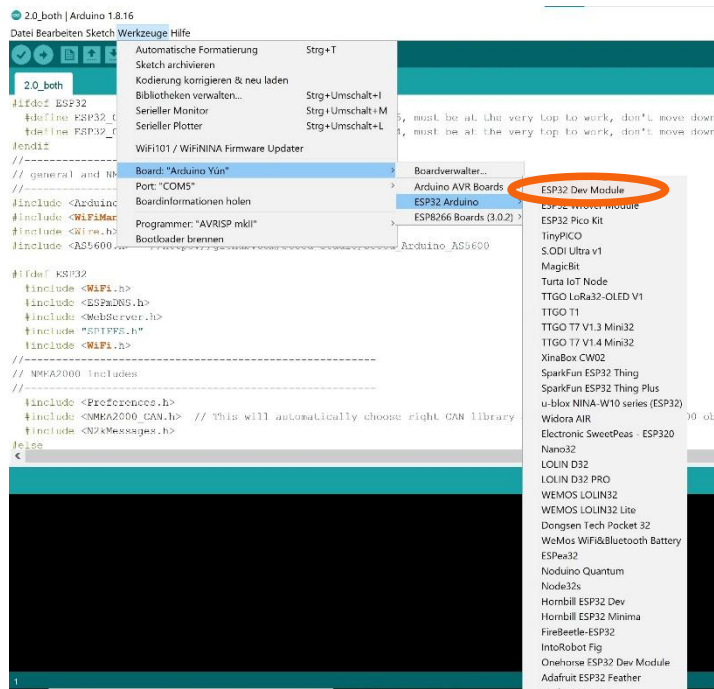 2.0_both | Arduino 1.8.16
Datei Bearbeiten Sketch Werkzeuge Hilfe
2.0_both
Automatische Formatierung Strg+T
Sketch archivieren
Kodierung korrigieren & neu laden
Bibliotheken verwalten... Strg+Umschalt+I
Serieller Monitor Strg+Umschalt+M
Serieller Plotter Strg+Umschalt+L
WiFi101 / WiFiNINA Firmware Updater
Board: "Arduino Yún"
Port: "COM5"
Boardinformationen holen
Programmer: "AVRISP mkII"
Bootloader brennen
Boardverwalter...
Arduino AVR Boards
ESP32 Arduino
ESP8266 Boards (3.0.2)
ESP32 Dev Module
ESP32 Wrover Module
ESP32 Pico Kit
TinyPICO
S.ODI Ultra v1
MagicBit
Turta IoT Node
TTGO LoRa32-OLED V1
TTGO T1
TTGO T7 V1.3 Mini32
TTGO T7 V1.4 Mini32
XinaBox CW02
SparkFun ESP32 Thing
SparkFun ESP32 Thing Plus
u-blox NINA-W10 series (ESP32)
Widora AIR
Electronic SweetPeas - ESP320
Nano32
LOLIN D32
LOLIN D32 PRO
WEMOS LOLIN32
WEMOS LOLIN32 Lite
Dongsen Tech Pocket 32
WeMos WiFi&Bluetooth Battery
ESPea32
Noduino Quantum
Node32s
Hornbill ESP32 Dev
Hornbill ESP32 Minima
FireBeetle-ESP32
IntoRobot Fig
Onehorse ESP32 Dev Module
Adafruit ESP32 Feather
#ifdef ESP32
#define must be at the very top to work, don't move down
#define must be at the very top to work, don't move down
#endif
//
// general and
//
#include
#include
#include <Wire.h>
#include
#ifdef ESP32
#include <WiFi.h>
#include <ESPmDNS.h>
#include <WebServer.h>
#include "SPIFFS.h"
#include <WiFi.h>
//-----------------------------------------------------
// NMEA2000 includes
//-----------------------------------------------------
#include <Preferences.h>
#include <NMEA2000_CAN.h> // This will automatically choose right CAN library
#include <N2kMessages.h>
#else
1